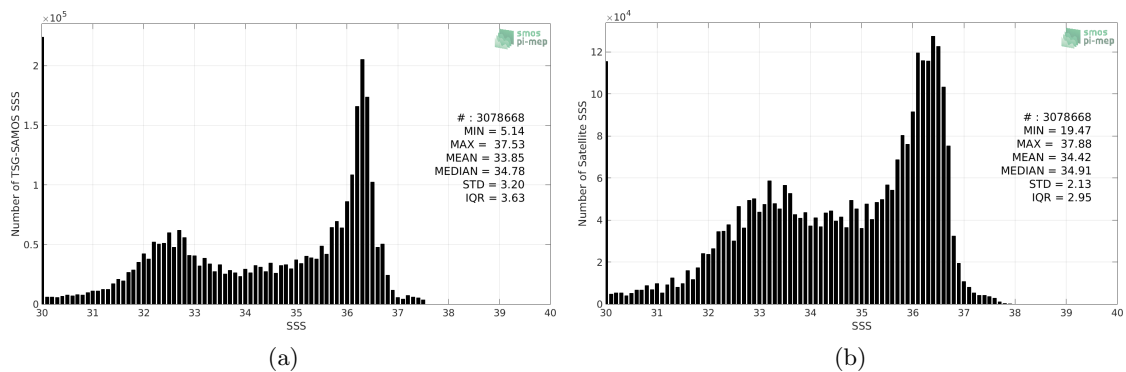 ×10⁵
smos
pi-mep
Number of TSG-SAMOS SSS
2
1.5
1
0.5
0
# : 3078668
MIN = 5.14
MAX = 37.53
MEAN = 33.85
MEDIAN = 34.78
STD = 3.20
IQR = 3.63
30 31 32 33 34 35 36 37 38 39 40
SSS
(a)
×10⁴
smos
pi-mep
Number of Satellite SSS
12
10
8
6
4
2
0
# : 3078668
MIN = 19.47
MAX = 37.88
MEAN = 34.42
MEDIAN = 34.91
STD = 2.13
IQR = 2.95
30 31 32 33 34 35 36 37 38 39 40
SSS
(b)